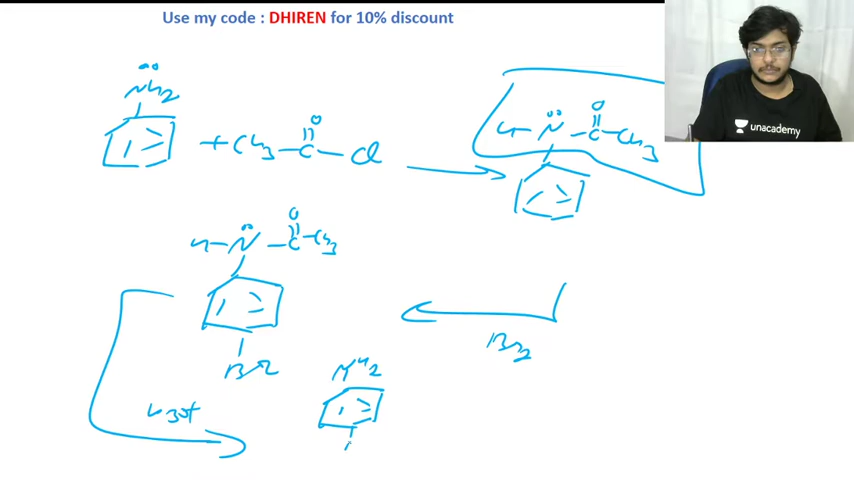 Use my code : DHIREN for 10% discount
unacademy
NH2
+ CH3 - C - Cl
O
H - N - C - CH3
O
H - N - C - CH3
O
Br
Br2
H3O+
NH2